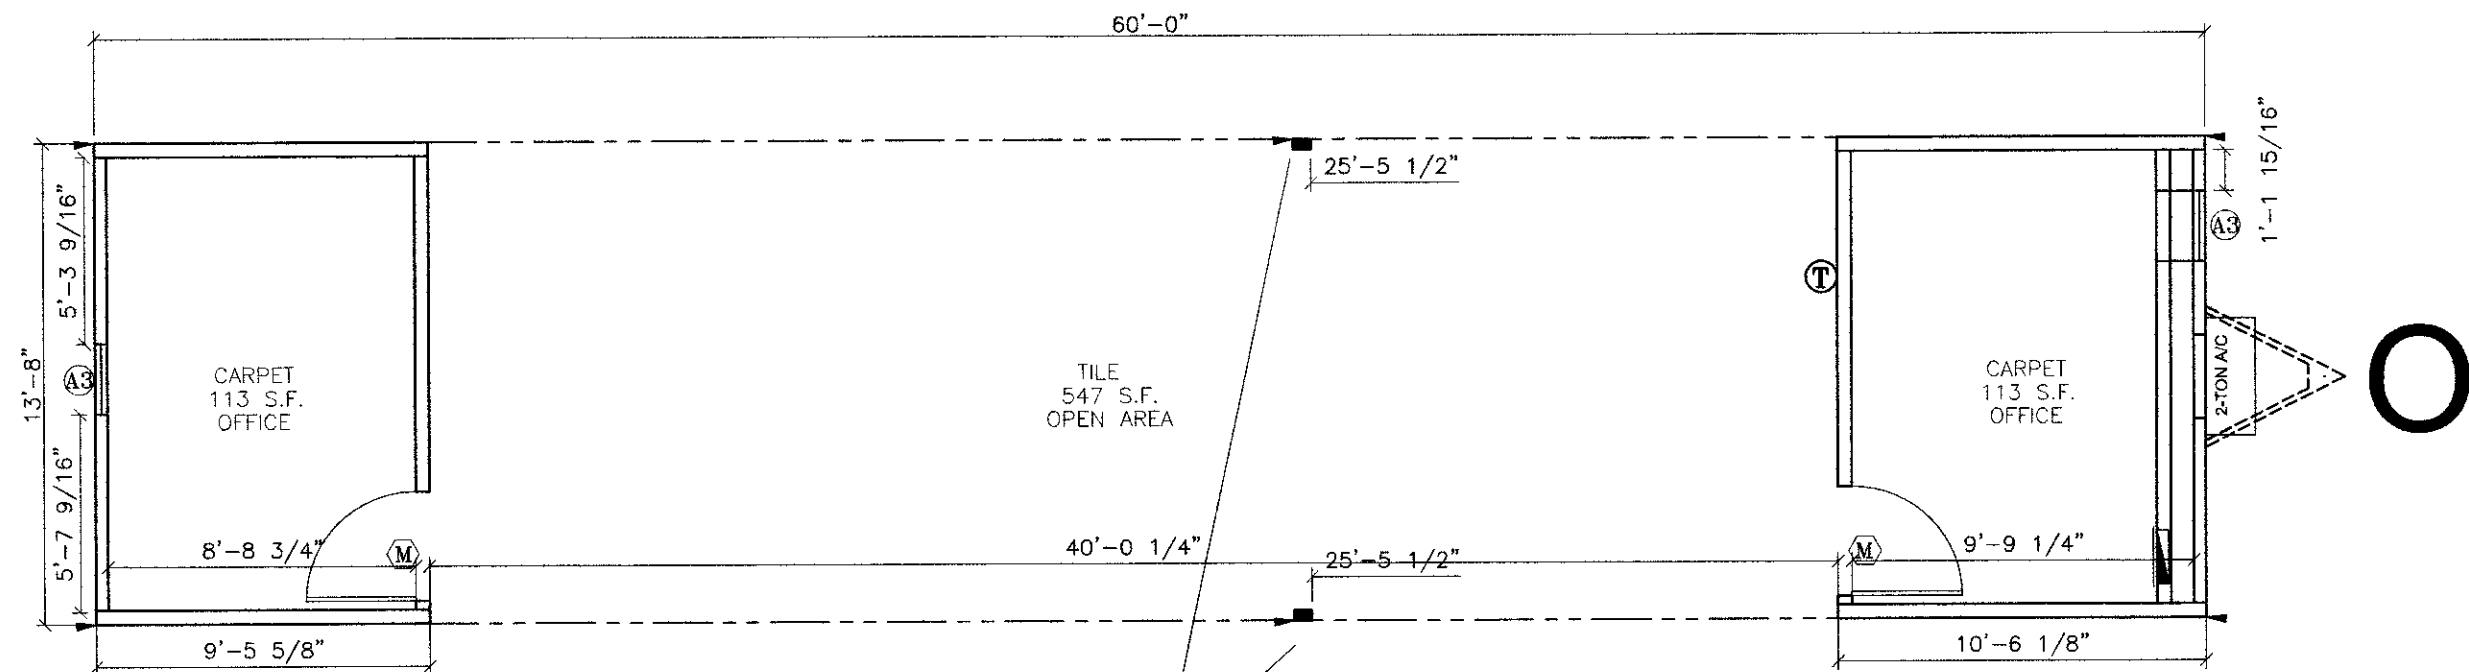 60'-0"
25'-5 1/2"
1'-1 15/16"
5'-3 9/16"
A3
T
13'-8"
A3
CARPET
113 S.F.
OFFICE
TILE
547 S.F.
OPEN AREA
CARPET
113 S.F.
OFFICE
2-TON A/C
O
5'-7 9/16"
8'-8 3/4"
M
40'-0 1/4"
25'-5 1/2"
M
9'-9 1/4"
9'-5 5/8"
10'-6 1/8"